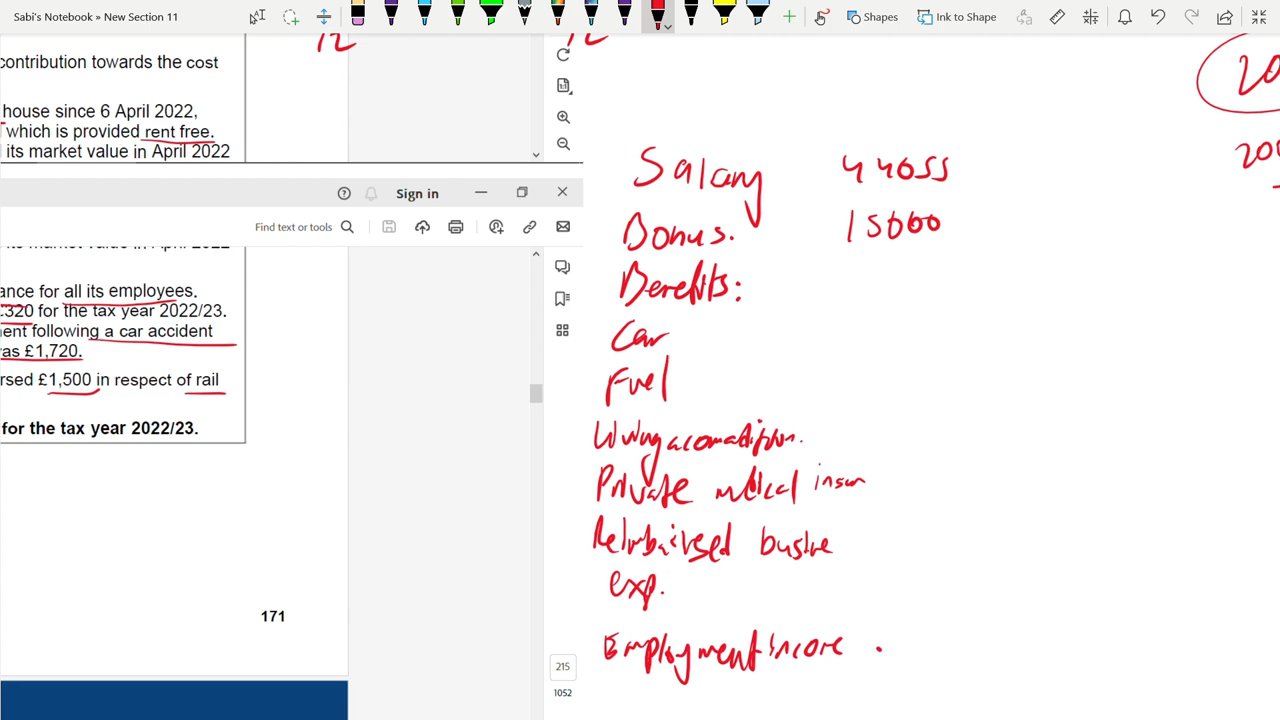 Sabi's Notebook » New Section 11
Shapes
Ink to Shape
12
12
contribution towards the cost
house since 6 April 2022,
which is provided rent free.
its market value in April 2022
Sign in
Find text or tools
ance for all its employees.
320 for the tax year 2022/23.
ent following a car accident
as £1,720.
rsed £1,500 in respect of rail
for the tax year 2022/23.
171
215
1052
20
200
Salary 44055
Bonus. 15000
Benefits:
Car
Fuel
Private medical insur
exp.
Employment income .